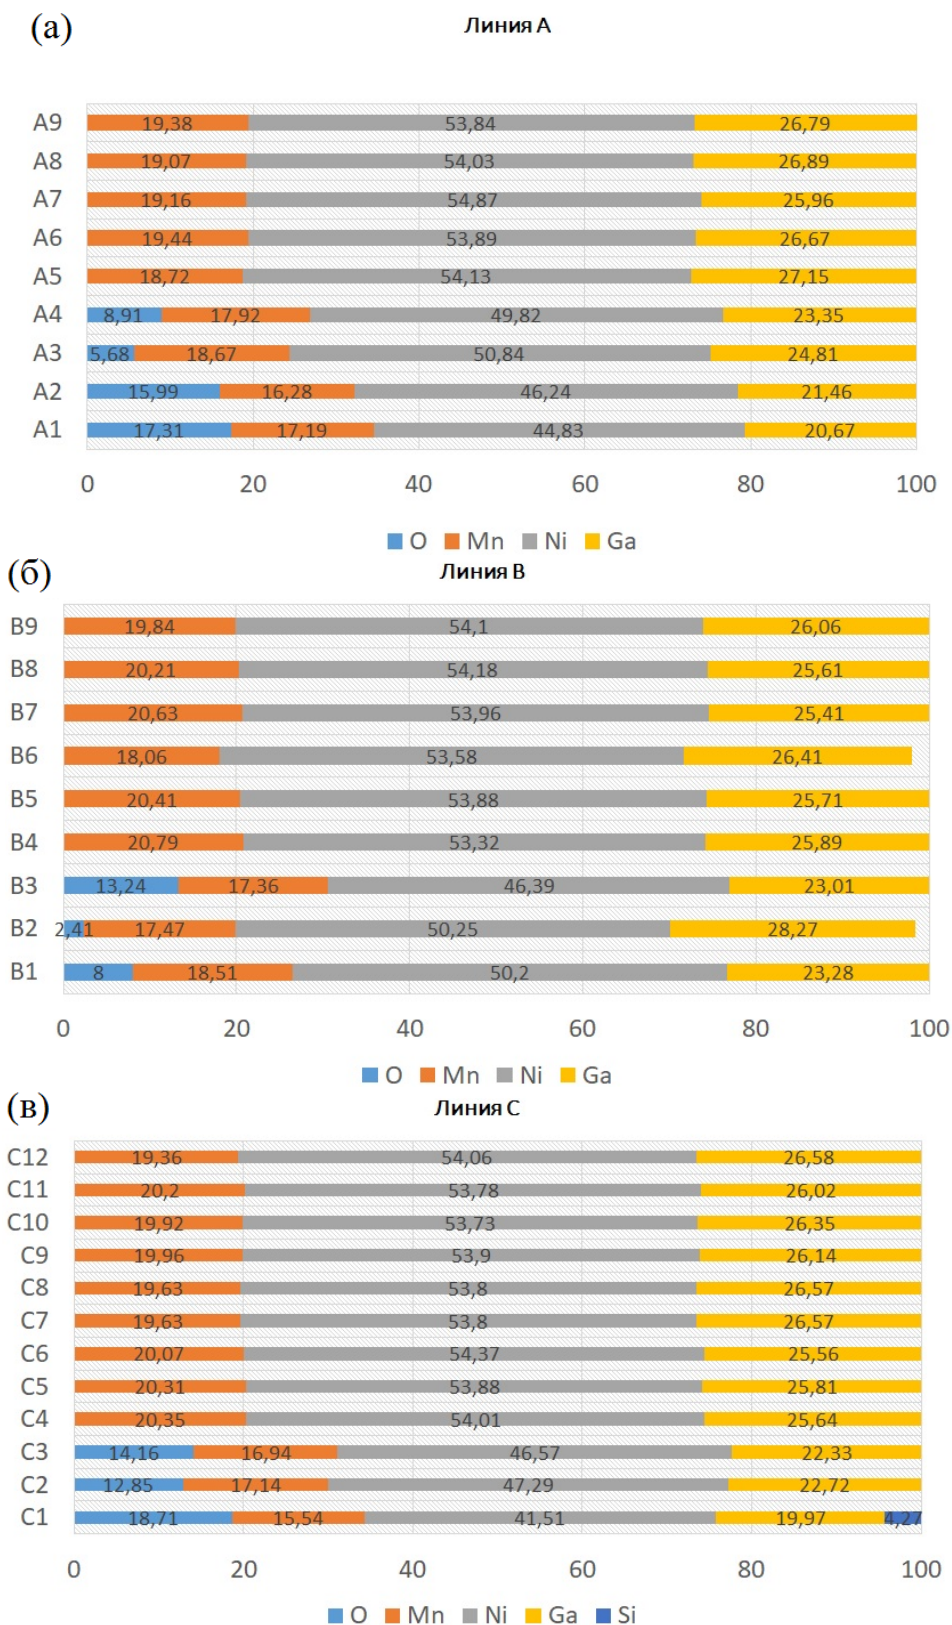 (а)
Линия А
A9 19,38 53,84 26,79
A8 19,07 54,03 26,89
A7 19,16 54,87 25,96
A6 19,44 53,89 26,67
A5 18,72 54,13 27,15
A4 8,91 17,92 49,82 23,35
A3 5,68 18,67 50,84 24,81
A2 15,99 16,28 46,24 21,46
A1 17,31 17,19 44,83 20,67
0 20 40 60 80 100
O Mn Ni Ga
(б)
Линия В
B9 19,84 54,1 26,06
B8 20,21 54,18 25,61
B7 20,63 53,96 25,41
B6 18,06 53,58 26,41
B5 20,41 53,88 25,71
B4 20,79 53,32 25,89
B3 13,24 17,36 46,39 23,01
B2 2,41 17,47 50,25 28,27
B1 8 18,51 50,2 23,28
0 20 40 60 80 100
O Mn Ni Ga
(в)
Линия С
C12 19,36 54,06 26,58
C11 20,2 53,78 26,02
C10 19,92 53,73 26,35
C9 19,96 53,9 26,14
C8 19,63 53,8 26,57
C7 19,63 53,8 26,57
C6 20,07 54,37 25,56
C5 20,31 53,88 25,81
C4 20,35 54,01 25,64
C3 14,16 16,94 46,57 22,33
C2 12,85 17,14 47,29 22,72
C1 18,71 15,54 41,51 19,97 4,27
0 20 40 60 80 100
O Mn Ni Ga Si